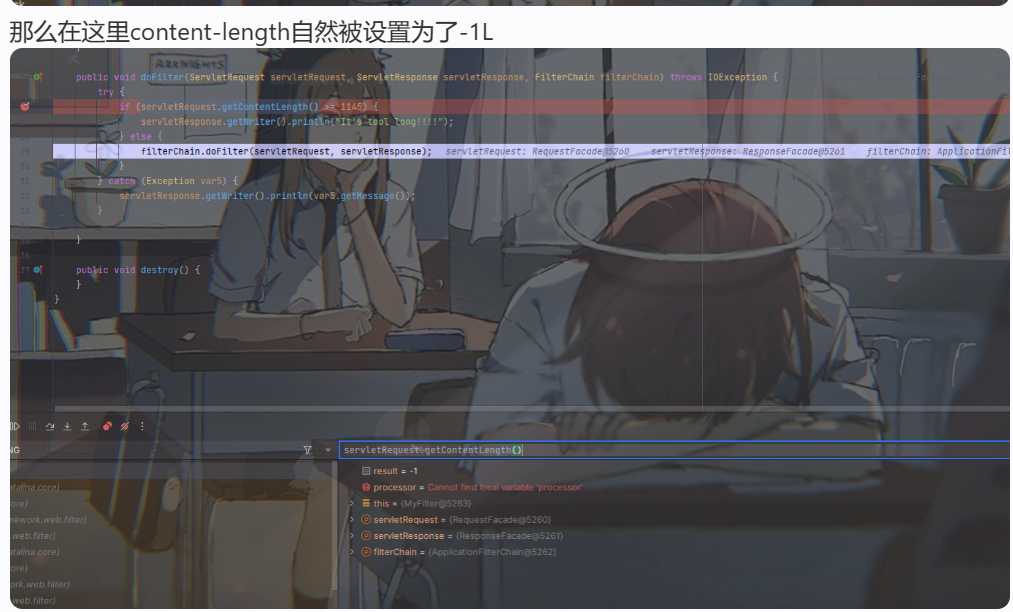 那么在这里content-length自然被设置为了-1L
ARKNIGHTS
public void doFilter(ServletRequest servletRequest, ServletResponse servletResponse, FilterChain filterChain) throws IOException {
try {
if (servletRequest.getContentLength() >= 1145) {
servletResponse.getWriter().println("It's tool long!!!!");
} else {
29 filterChain.doFilter(servletRequest, servletResponse); servletRequest: RequestFacade@5260 servletResponse: ResponseFacade@5261 filterChain: ApplicationFil
}
31 } catch (Exception var5) {
servletResponse.getWriter().println(var5.getMessage());
33 }
}
36
37 public void destroy() {
}
}
NG
servletRequest.getContentLength()
result = -1
atalina.core)
processor = Cannot find local variable 'processor'
ore)
this = {MyFilter@5263}
nework.web.filter)
servletRequest = {RequestFacade@5260}
.web.filter)
servletResponse = {ResponseFacade@5261}
atalina.core)
filterChain = {ApplicationFilterChain@5262}
ore)
ork.web.filter)
.web.filter)